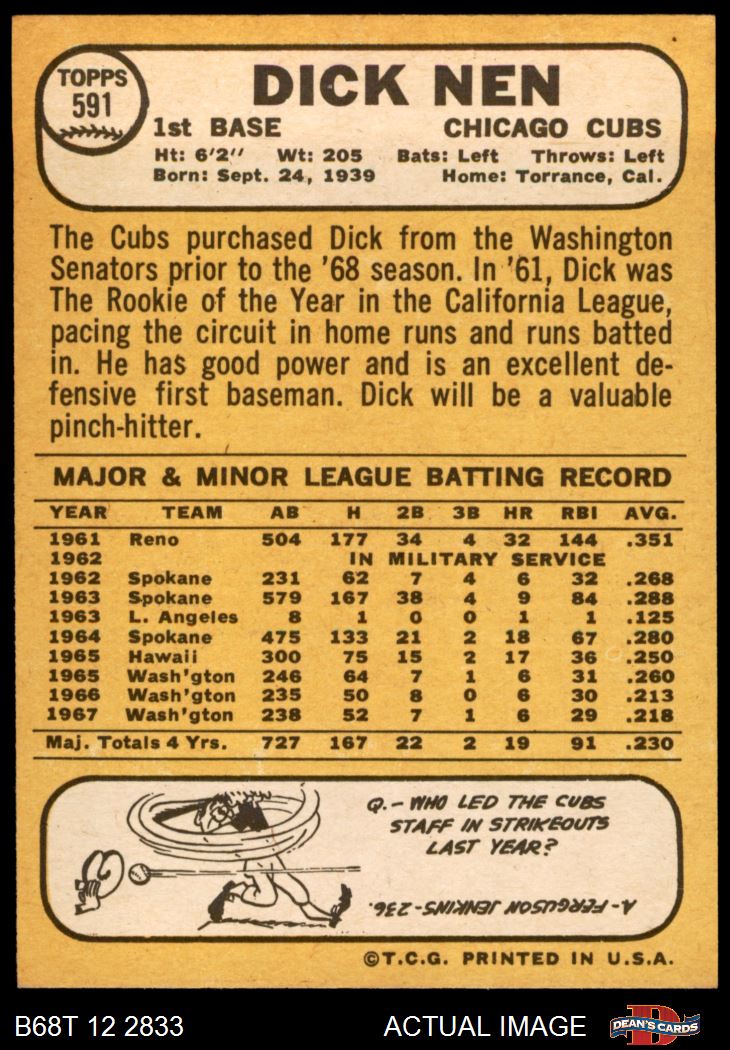 TOPPS
591
DICK NEN
1st BASE CHICAGO CUBS
Ht: 6'2" Wt: 205 Bats: Left Throws: Left
Born: Sept. 24, 1939 Home: Torrance, Cal.
The Cubs purchased Dick from the Washington
Senators prior to the '68 season. In '61, Dick was
The Rookie of the Year in the California League,
pacing the circuit in home runs and runs batted
in. He has good power and is an excellent de-
fensive first baseman. Dick will be a valuable
pinch-hitter.
MAJOR & MINOR LEAGUE BATTING RECORD
YEAR TEAM AB H 2B 3B HR RBI AVG.
1961 Reno 504 177 34 4 32 144 .351
1962 IN MILITARY SERVICE
1962 Spokane 231 62 7 4 6 32 .268
1963 Spokane 579 167 38 4 9 84 .288
1963 L. Angeles 8 1 0 0 1 1 .125
1964 Spokane 475 133 21 2 18 67 .280
1965 Hawaii 300 75 15 2 17 36 .250
1965 Wash'gton 246 64 7 1 6 31 .260
1966 Wash'gton 235 50 8 0 6 30 .213
1967 Wash'gton 238 52 7 1 6 29 .218
Maj. Totals 4 Yrs. 727 167 22 2 19 91 .230
Q.-WHO LED THE CUBS
STAFF IN STRIKEOUTS
LAST YEAR?
A-FERGUSON JENKINS-236.
©T.C.G. PRINTED IN U.S.A.
B68T 12 2833 ACTUAL IMAGE DEAN'S CARDS